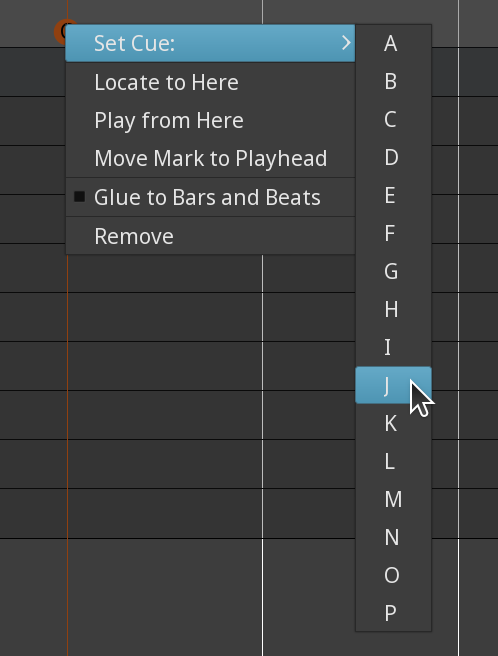 Set Cue:
Locate to Here
Play from Here
Move Mark to Playhead
Glue to Bars and Beats
Remove
A
B
C
D
E
F
G
H
I
J
K
L
M
N
O
P